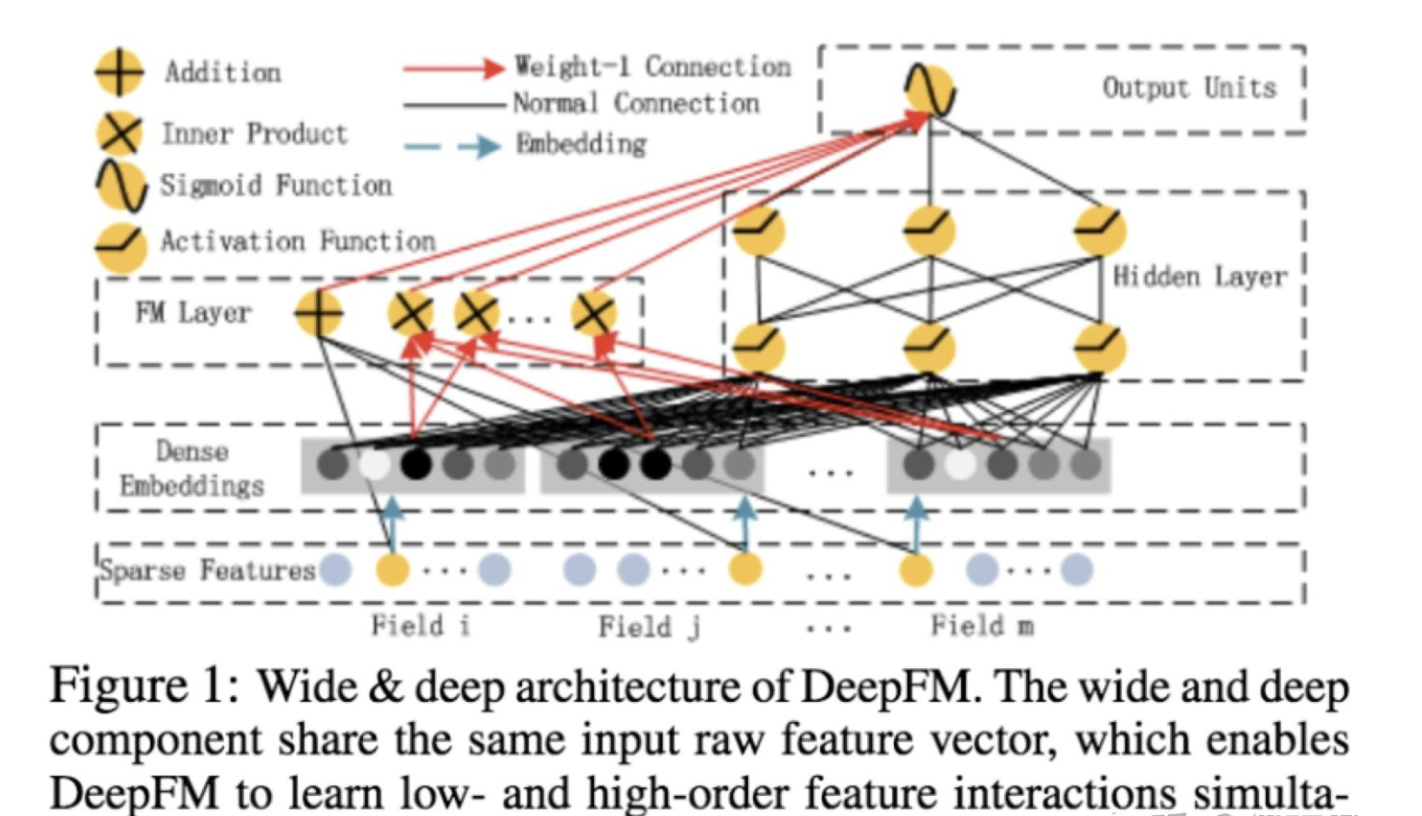 Addition
Weight-1 Connection
Output Units
Normal Connection
Inner Product
Embedding
Sigmoid Function
Activation Function
Hidden Layer
FM Layer
...
Dense
Embeddings
...
Sparse Features ... ... ... ...
Field i Field j ... Field m
Figure 1: Wide & deep architecture of DeepFM. The wide and deep
component share the same input raw feature vector, which enables
DeepFM to learn low- and high-order feature interactions simulta-